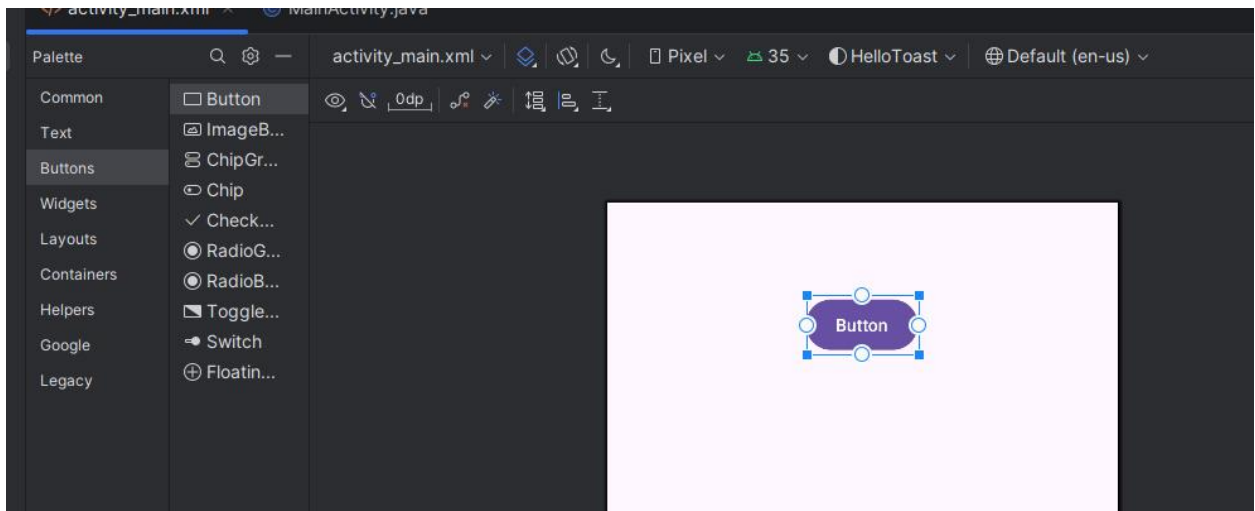 activity_main.xml MainActivity.java
Palette activity_main.xml Pixel 35 HelloToast Default (en-us)
0dp
Common
Text
Buttons
Widgets
Layouts
Containers
Helpers
Google
Legacy
Button
ImageB...
ChipGr...
Chip
Check...
RadioG...
RadioB...
Toggle...
Switch
Floatin...
Button